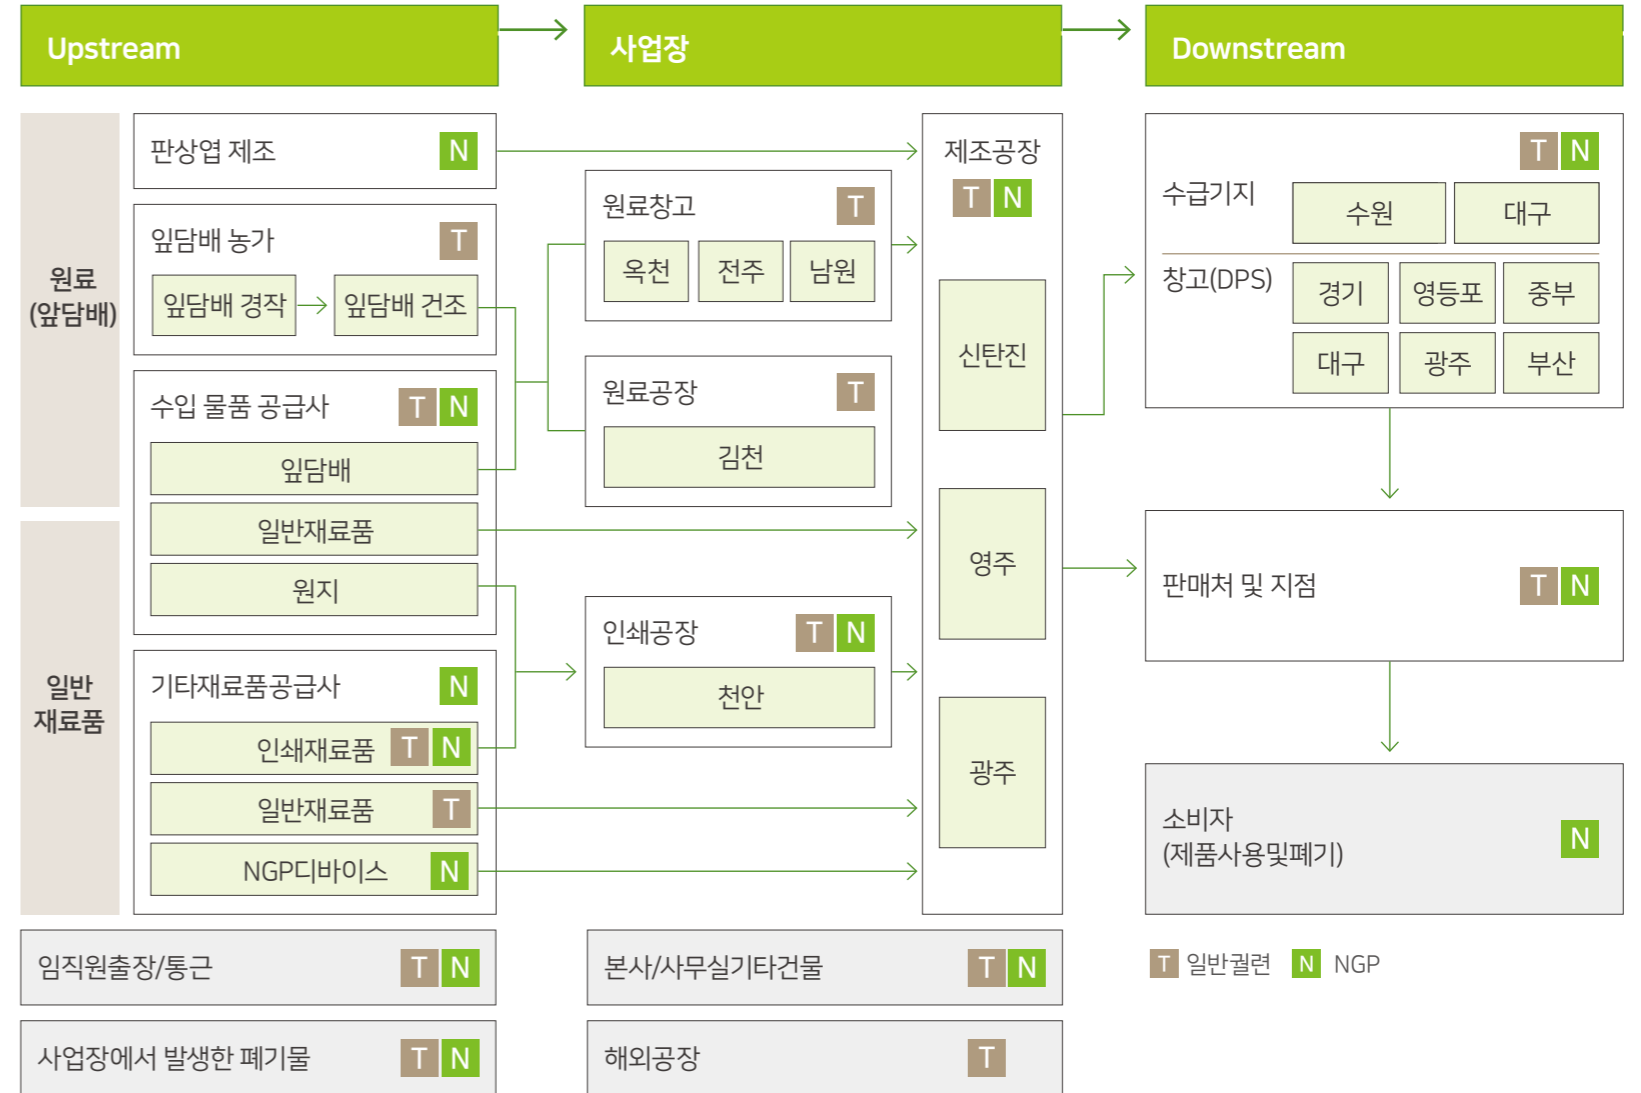 Upstream
사업장
Downstream
원료
(앞담배)
판상엽 제조 N
잎담배 농가 T
잎담배 경작
잎담배 건조
수입 물품 공급사 T N
잎담배
일반재료품
원지
일반
재료품
기타재료품공급사 N
인쇄재료품 T N
일반재료품 T
NGP디바이스 N
임직원출장/통근 T N
사업장에서 발생한 폐기물 T N
원료창고 T
옥천
전주
남원
원료공장 T
김천
인쇄공장 T N
천안
제조공장
T N
신탄진
영주
광주
본사/사무실기타건물 T N
해외공장 T
T N
수급기지
수원
대구
창고(DPS)
경기
영등포
중부
대구
광주
부산
판매처 및 지점 T N
소비자
(제품사용및폐기) N
T 일반궐련 N NGP